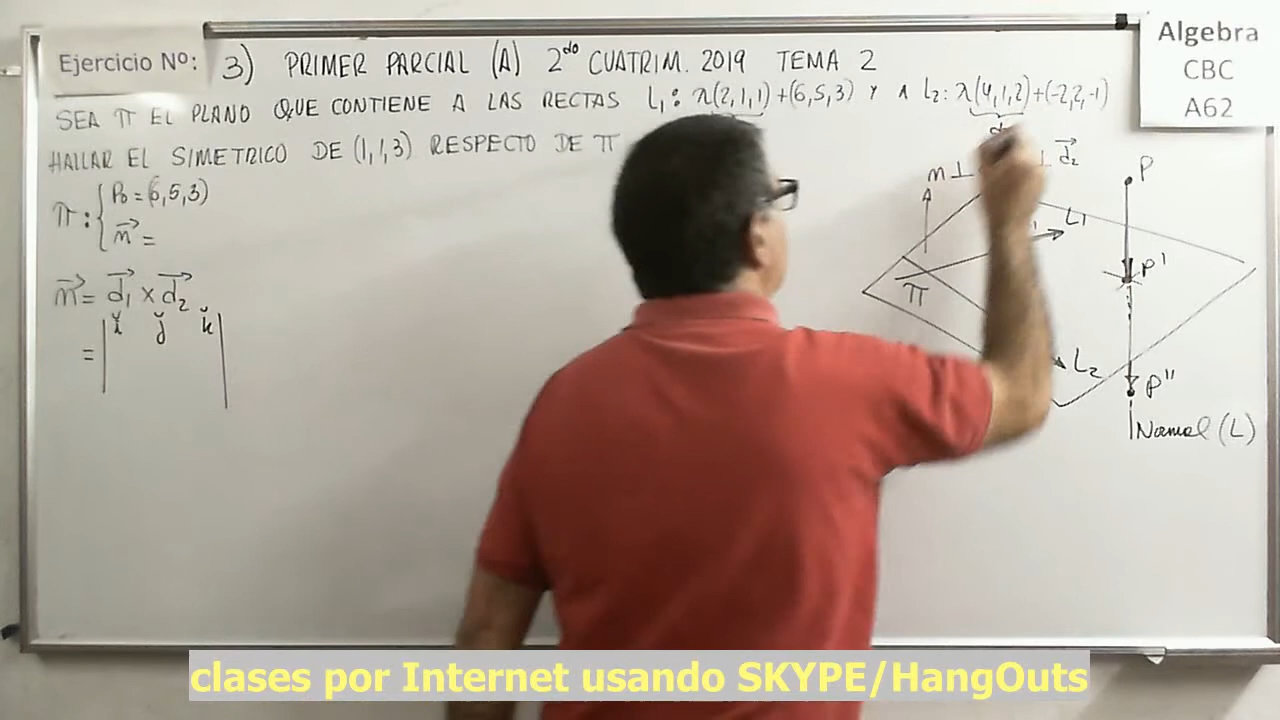 Ejercicio Nº: 3) PRIMER PARCIAL (A) 2do CUATRIM. 2019 TEMA 2
Algebra
CBC
A62
SEA π EL PLANO QUE CONTIENE A LAS RECTAS L1: λ(2,1,1)+(6,5,3) Y A L2: λ(4,1,2)+(-2,2,-1)
HALLAR EL SIMETRICO DE (1,1,3) RESPECTO DE π
π: P0 = (6,5,3)
n =
n = d1 x d2
= | i j k |
n ⊥
⊥ d2
P
L1
P'
π
L2
P"
Normal (L)
clases por Internet usando SKYPE/HangOuts